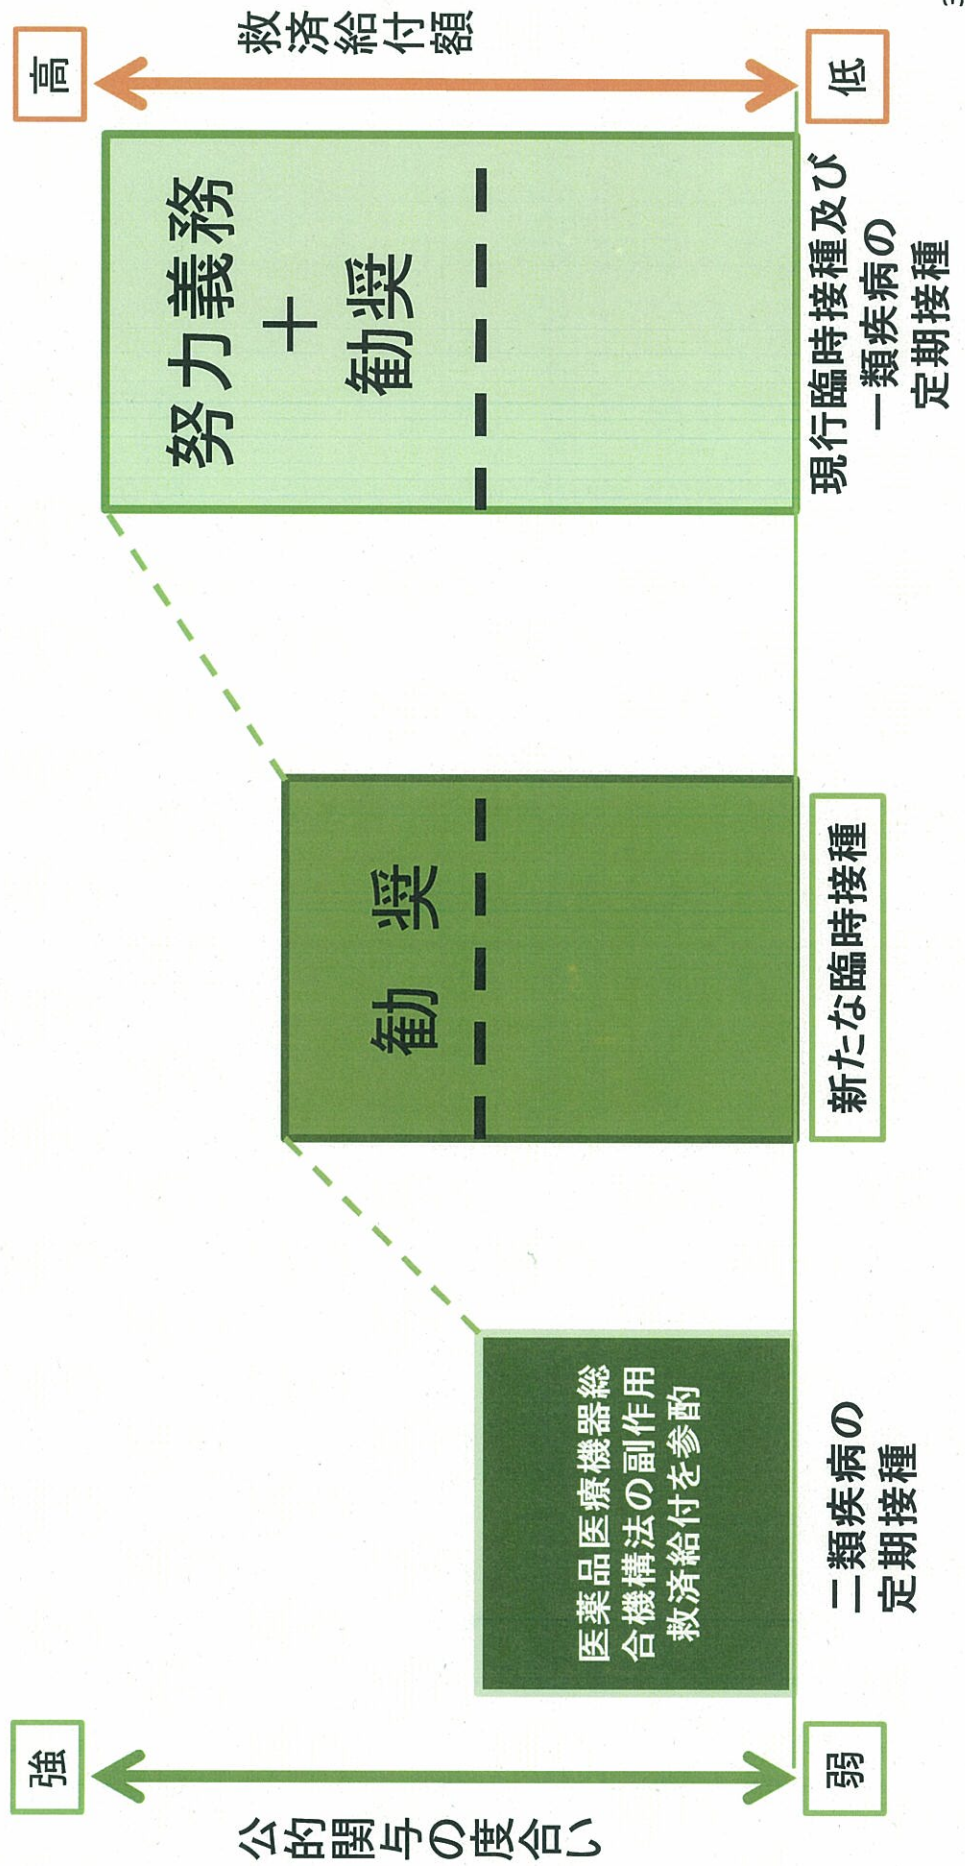 強
公的関与の度合い
弱
医薬品医療機器総
合機構法の副作用
救済給付を参酌
二類疾病の
定期接種
勧　奨
新たな臨時接種
努力義務
＋
勧奨
現行臨時接種及び
一類疾病の
定期接種
高
救済給付額
低